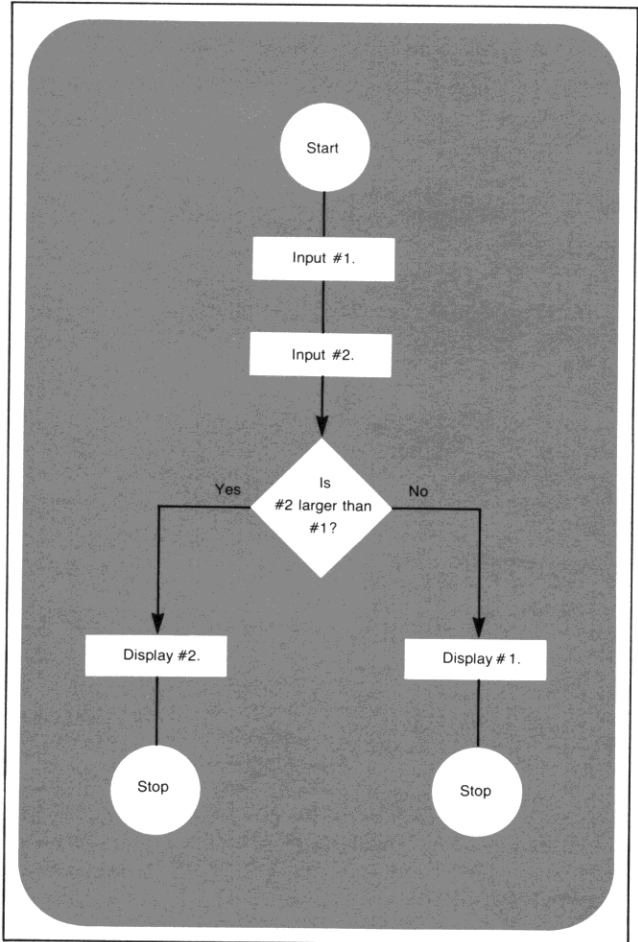 Start
Input #1.
Input #2.
Is
#2 larger than
#1?
Yes
No
Display #2.
Display #1.
Stop
Stop